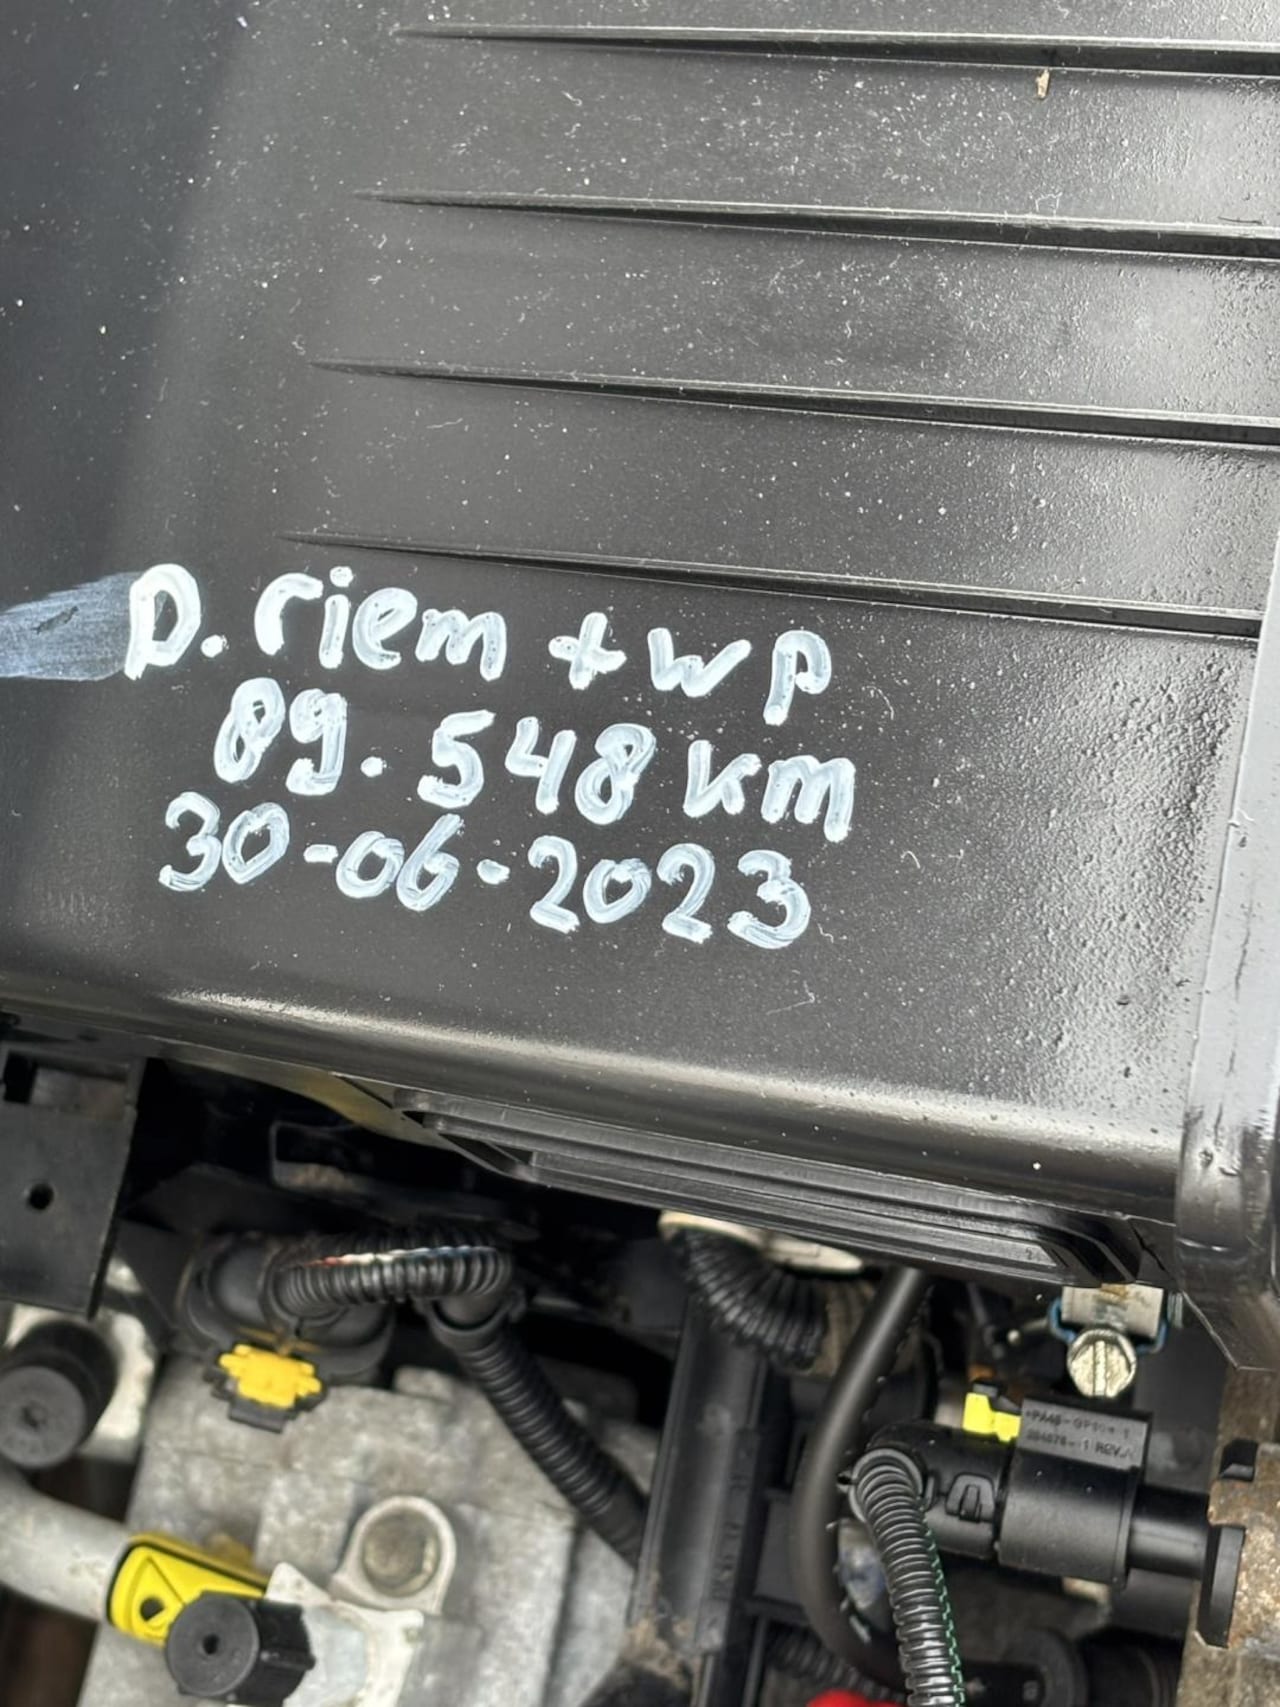 D. riem + wp
89.548 km
30-06-2023